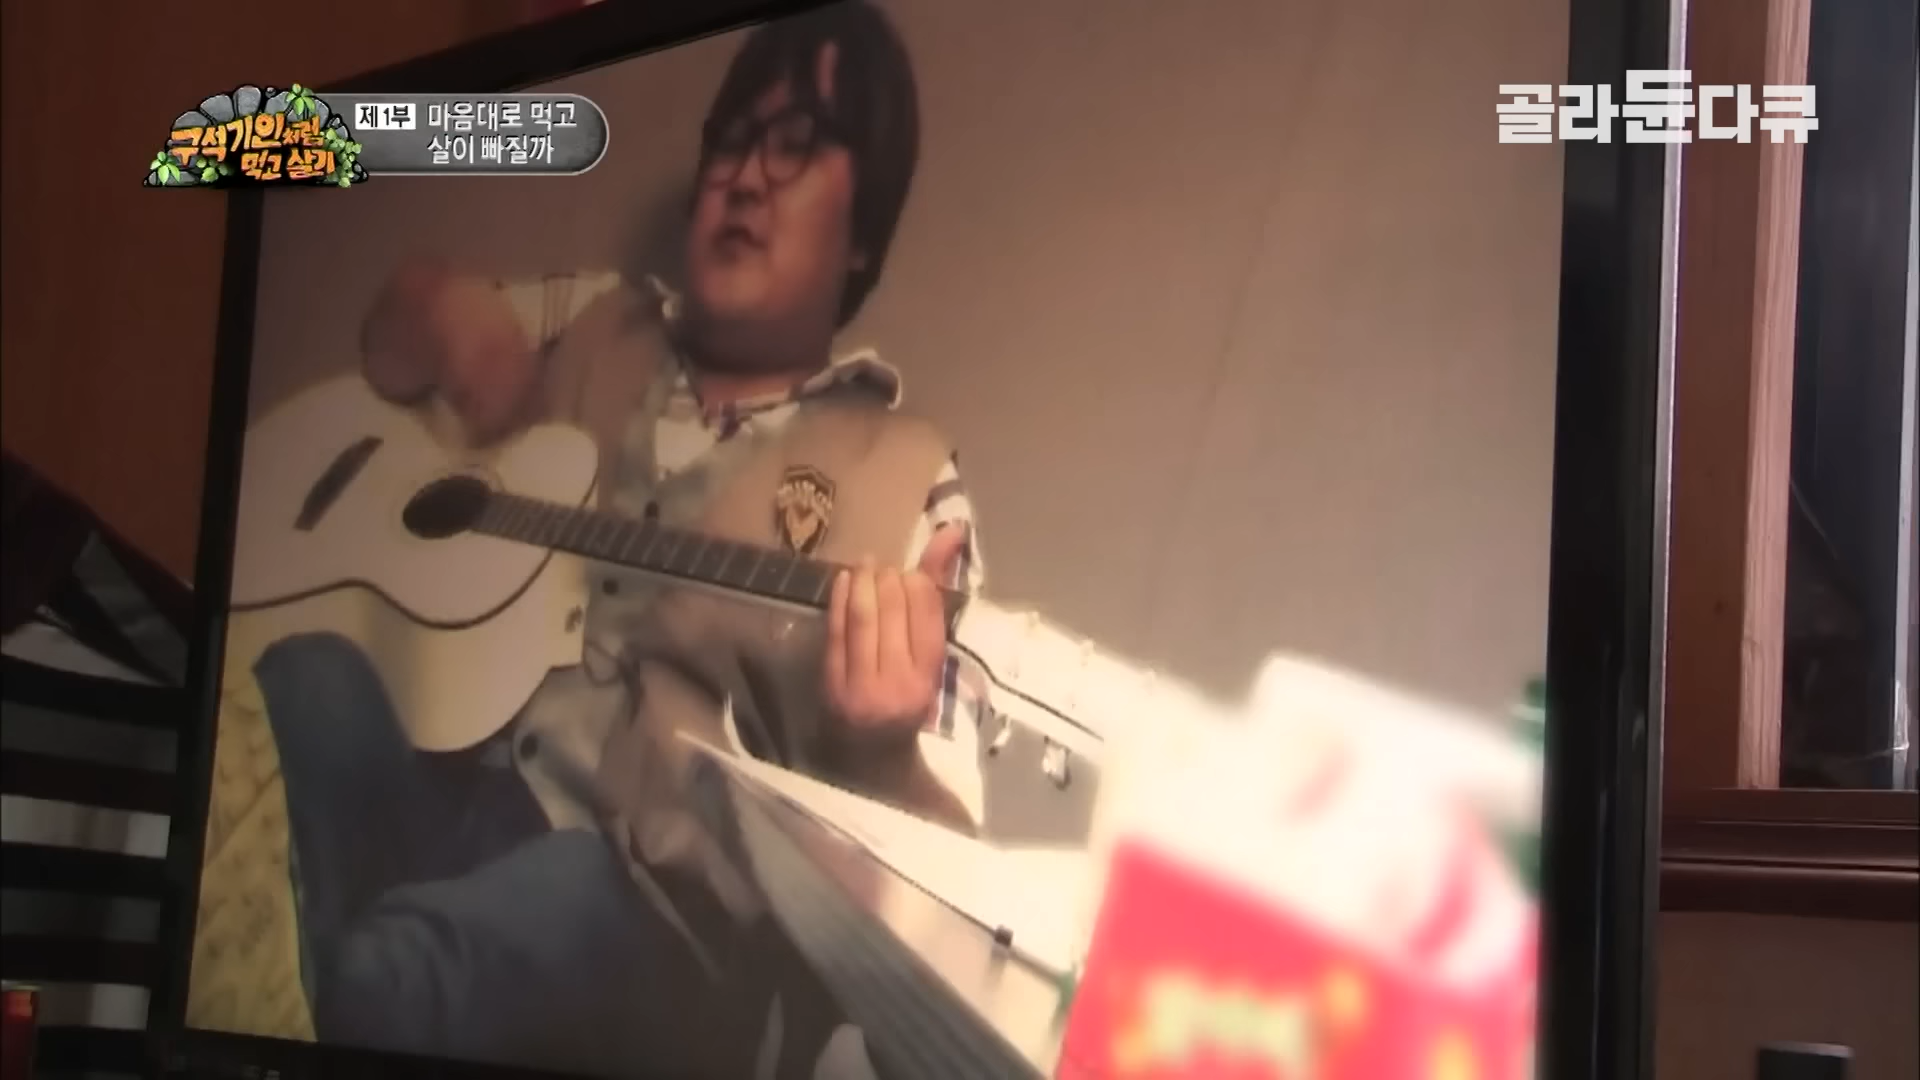 구석기인처럼
먹고 살기
제1부 마음대로 먹고
살이 빠질까
골라둔다큐